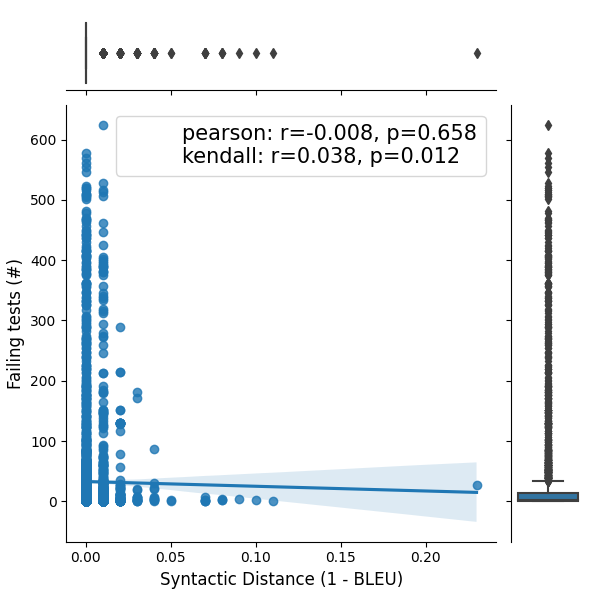 pearson: r=-0.008, p=0.658
kendall: r=0.038, p=0.012
600
500
400
300
200
100
0
Failing tests (#)
0.00 0.05 0.10 0.15 0.20
Syntactic Distance (1 - BLEU)